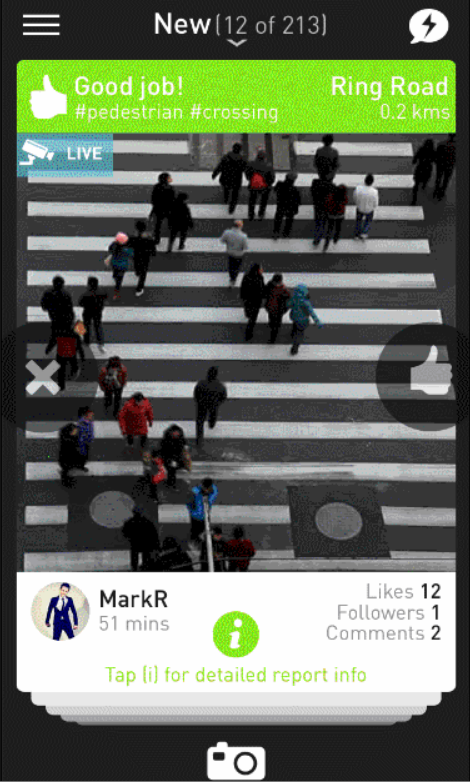 New (12 of 213)
Good job!
Ring Road
#pedestrian #crossing
0.2 kms
LIVE
MarkR
51 mins
Likes 12
Followers 1
Comments 2
i
Tap (i) for detailed report info